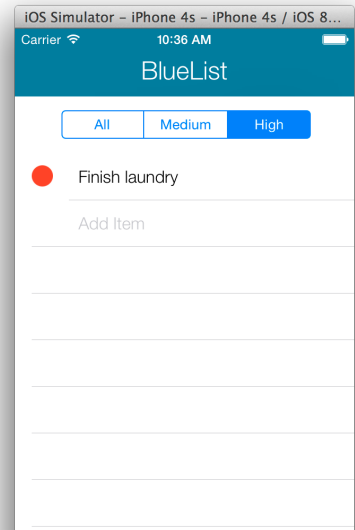 iOS Simulator – iPhone 4s – iPhone 4s / iOS 8...
Carrier 10:36 AM
BlueList
All Medium High
Finish laundry
Add Item